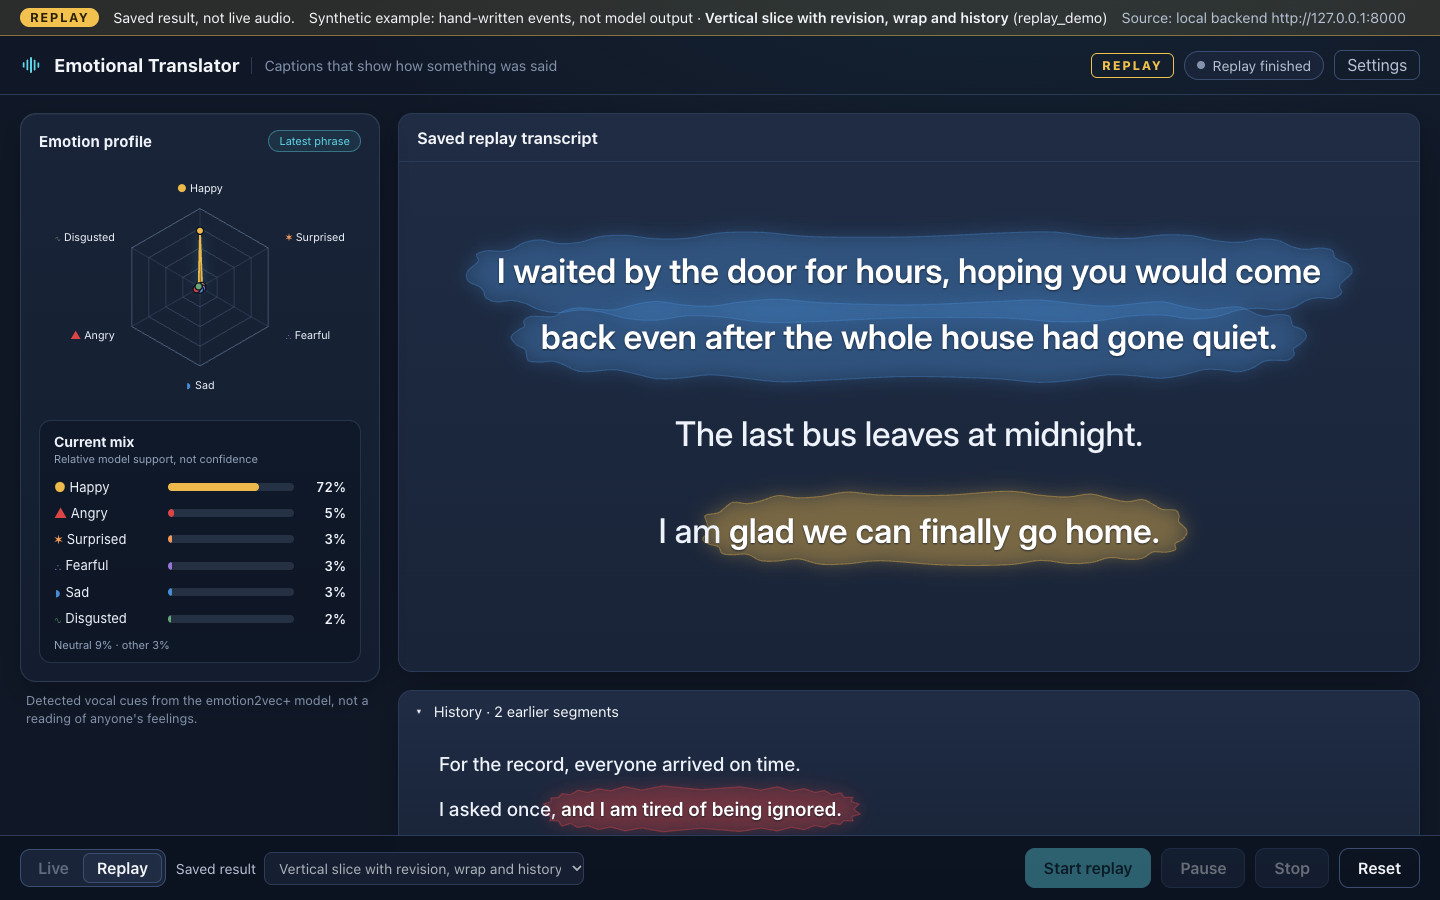 REPLAY Saved result, not live audio. Synthetic example: hand-written events, not model output · Vertical slice with revision, wrap and history (replay_demo) Source: local backend http://127.0.0.1:8000
Emotional Translator Captions that show how something was said REPLAY Replay finished Settings
Emotion profile Latest phrase
Happy
Disgusted Surprised
Angry Fearful
Sad
Current mix
Relative model support, not confidence
Happy 72%
Angry 5%
Surprised 3%
Fearful 3%
Sad 3%
Disgusted 2%
Neutral 9% · other 3%
Detected vocal cues from the emotion2vec+ model, not a
reading of anyone's feelings.
Saved replay transcript
I waited by the door for hours, hoping you would come
back even after the whole house had gone quiet.
The last bus leaves at midnight.
I am glad we can finally go home.
History · 2 earlier segments
For the record, everyone arrived on time.
I asked once, and I am tired of being ignored.
Live Replay Saved result Vertical slice with revision, wrap and history Start replay Pause Stop Reset